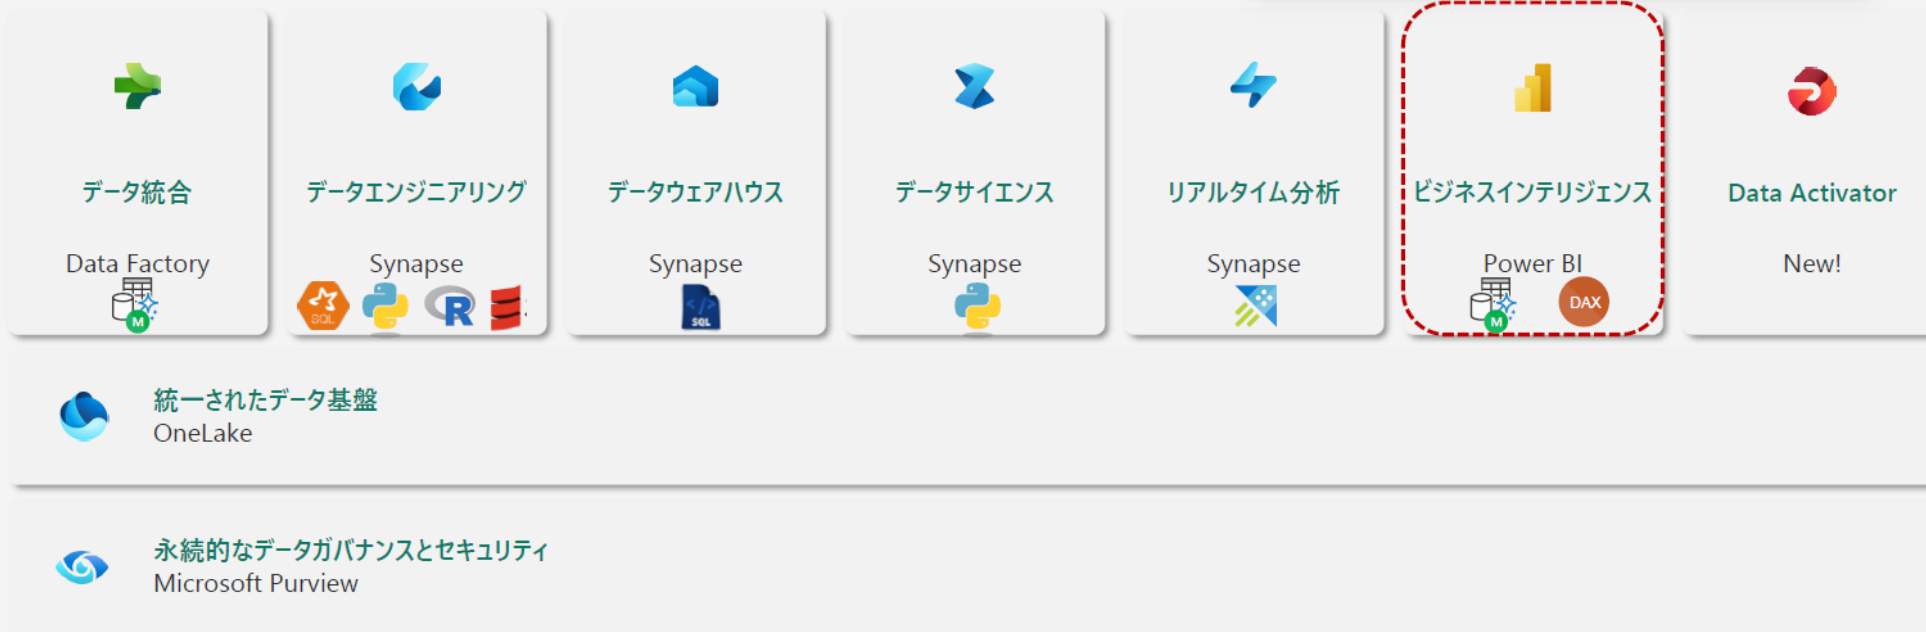 データ統合
Data Factory
M
データエンジニアリング
Synapse
SQL
R
データウェアハウス
Synapse
</>
SQL
データサイエンス
Synapse
リアルタイム分析
Synapse
ビジネスインテリジェンス
Power BI
M
DAX
Data Activator
New!
統一されたデータ基盤
OneLake
永続的なデータガバナンスとセキュリティ
Microsoft Purview